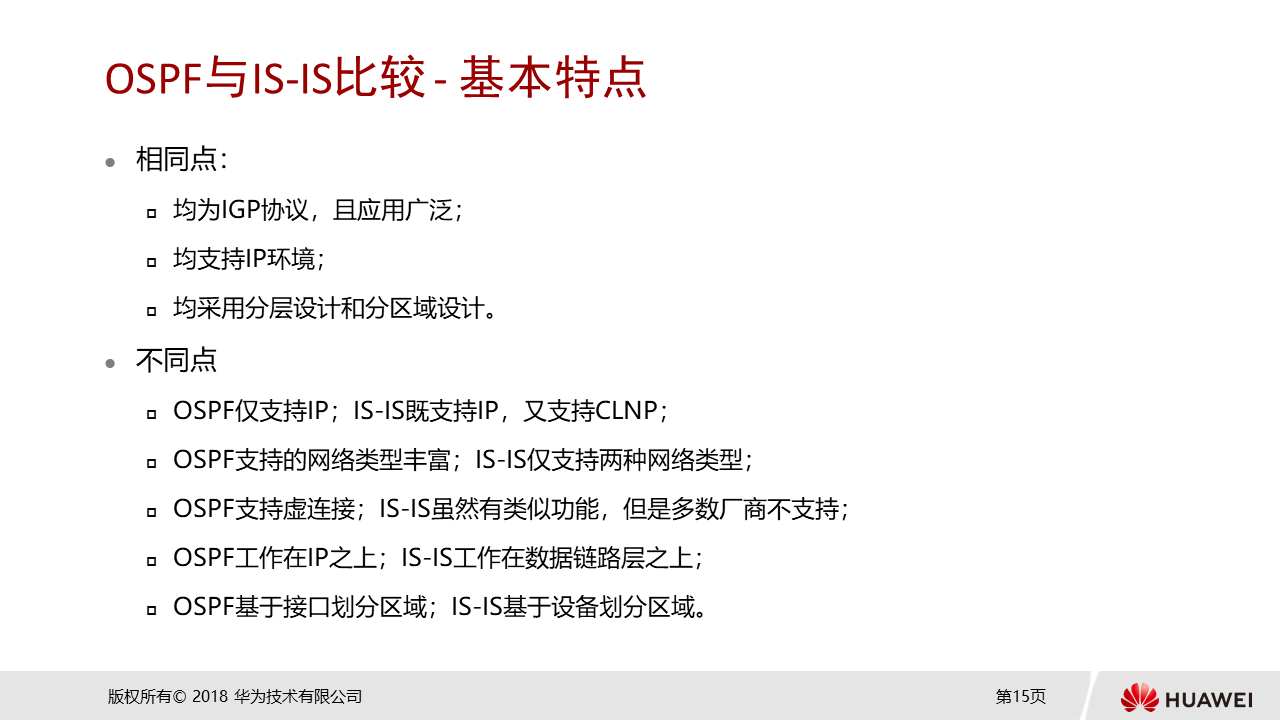 OSPF与IS-IS比较 - 基本特点
相同点：
均为IGP协议，且应用广泛；
均支持IP环境；
均采用分层设计和分区域设计。
不同点
OSPF仅支持IP；IS-IS既支持IP，又支持CLNP；
OSPF支持的网络类型丰富；IS-IS仅支持两种网络类型；
OSPF支持虚连接；IS-IS虽然有类似功能，但是多数厂商不支持；
OSPF工作在IP之上；IS-IS工作在数据链路层之上；
OSPF基于接口划分区域；IS-IS基于设备划分区域。
版权所有© 2018 华为技术有限公司
第15页
HUAWEI